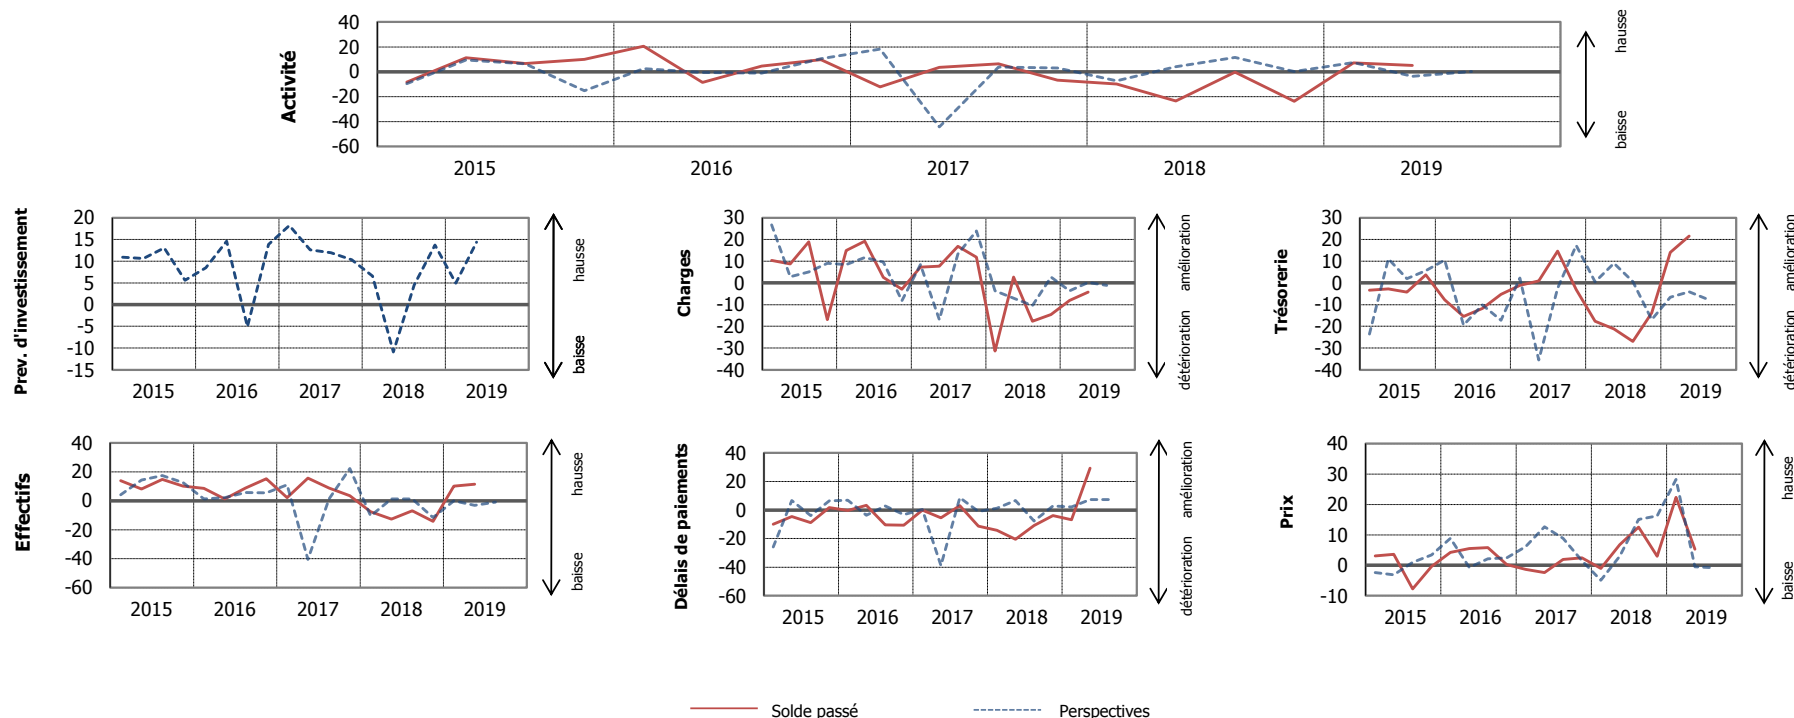 Activité
40
20
0
-20
-40
-60
2015 2016 2017 2018 2019
hausse
baisse
Prev. d'investissement
20
15
10
5
0
-5
-10
-15
2015 2016 2017 2018 2019
hausse
baisse
Charges
30
20
10
0
-10
-20
-30
-40
2015 2016 2017 2018 2019
amélioration
détérioration
Trésorerie
30
20
10
0
-10
-20
-30
-40
2015 2016 2017 2018 2019
amélioration
détérioration
Effectifs
40
20
0
-20
-40
-60
2015 2016 2017 2018 2019
hausse
baisse
Délais de paiements
40
20
0
-20
-40
-60
2015 2016 2017 2018 2019
amélioration
détérioration
Prix
40
30
20
10
0
-10
2015 2016 2017 2018 2019
hausse
baisse
Solde passé Perspectives